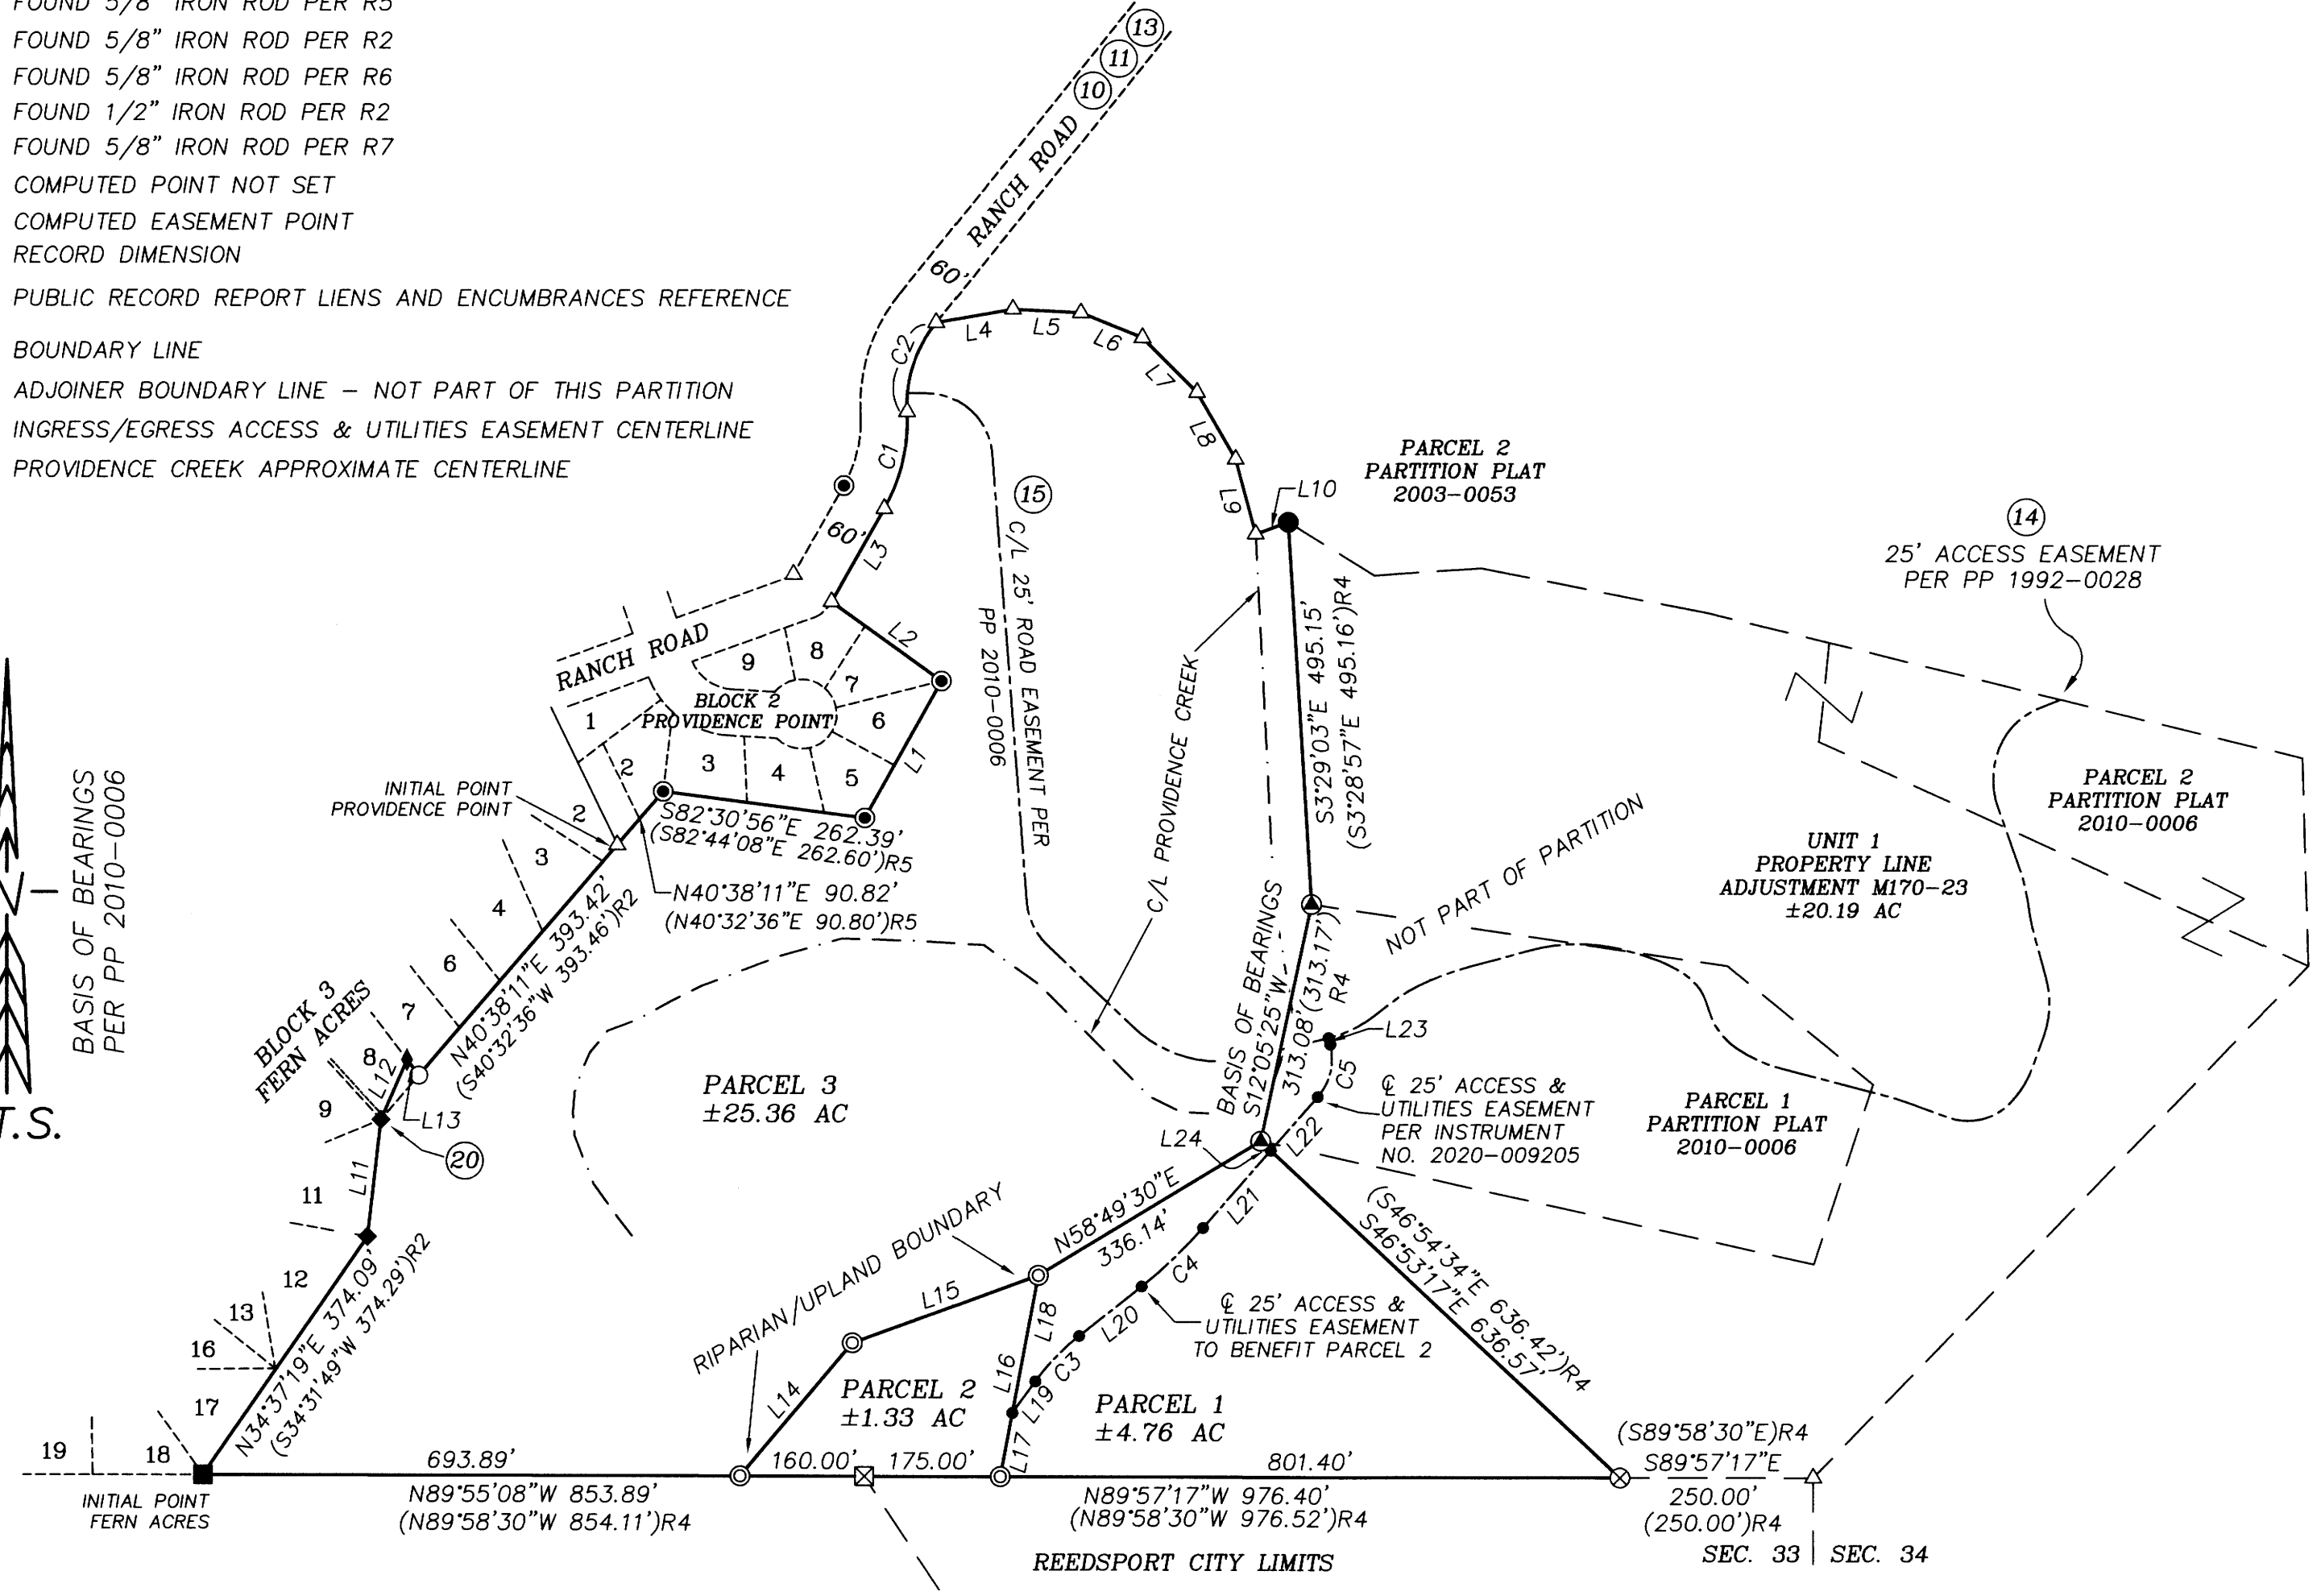 FOUND 5/8" IRON ROD PER R5
FOUND 5/8" IRON ROD PER R2
FOUND 5/8" IRON ROD PER R6
FOUND 1/2" IRON ROD PER R2
FOUND 5/8" IRON ROD PER R7
COMPUTED POINT NOT SET
COMPUTED EASEMENT POINT
RECORD DIMENSION
PUBLIC RECORD REPORT LIENS AND ENCUMBRANCES REFERENCE
BOUNDARY LINE
ADJOINER BOUNDARY LINE – NOT PART OF THIS PARTITION
INGRESS/EGRESS ACCESS & UTILITIES EASEMENT CENTERLINE
PROVIDENCE CREEK APPROXIMATE CENTERLINE
13
11
10
RANCH ROAD
60'
C2
L4
L5
L6
L7
L8
L9
L10
C1
60'
L3
L2
L1
PARCEL 2
PARTITION PLAT
2003-0053
15
C/L 25' ROAD EASEMENT PER
PP 2010-0006
14
25' ACCESS EASEMENT
PER PP 1992-0028
S3°29'03"E 495.15'
(S3°28'57"E 495.16')R4
C/L PROVIDENCE CREEK
RANCH ROAD
9
8
7
6
5
4
3
2
1
BLOCK 2
PROVIDENCE POINT
INITIAL POINT
PROVIDENCE POINT
S82°30'56"E 262.39'
(S82°44'08"E 262.60')R5
N40°38'11"E 90.82'
(N40°32'36"E 90.80')R5
2
3
4
6
7
8
9
11
12
13
16
17
18
19
N40°38'11"E 393.42'
(S40°32'36"W 393.46')R2
BLOCK 3
FERN ACRES
L12
L13
20
L11
N34°37'19"E 374.09'
(S34°31'49"W 374.29')R2
BASIS OF BEARINGS
PER PP 2010-0006
T.S.
PARCEL 3
±25.36 AC
BASIS OF BEARINGS
S12°05'25"W
313.08'(313.17')
R4
NOT PART OF PARTITION
UNIT 1
PROPERTY LINE
ADJUSTMENT M170-23
±20.19 AC
PARCEL 2
PARTITION PLAT
2010-0006
L23
C5
℄ 25' ACCESS &
UTILITIES EASEMENT
PER INSTRUMENT
NO. 2020-009205
PARCEL 1
PARTITION PLAT
2010-0006
L24
L22
L21
C4
L20
C3
L19
N58°49'30"E
336.14'
RIPARIAN/UPLAND BOUNDARY
L15
L14
L18
L16
L17
℄ 25' ACCESS &
UTILITIES EASEMENT
TO BENEFIT PARCEL 2
(S46°54'34"E 636.42')R4
S46°53'17"E 636.57'
PARCEL 2
±1.33 AC
PARCEL 1
±4.76 AC
(S89°58'30"E)R4
S89°57'17"E
250.00'
(250.00')R4
693.89'
160.00'
175.00'
801.40'
N89°55'08"W 853.89'
(N89°58'30"W 854.11')R4
N89°57'17"W 976.40'
(N89°58'30"W 976.52')R4
INITIAL POINT
FERN ACRES
REEDSPORT CITY LIMITS
SEC. 33
SEC. 34